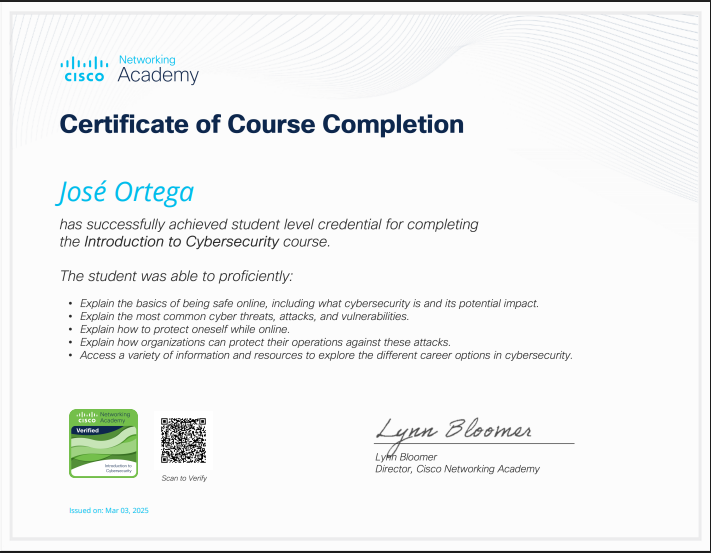 Networking
CISCO Academy
Certificate of Course Completion
José Ortega
has successfully achieved student level credential for completing
the Introduction to Cybersecurity course.
The student was able to proficiently:
• Explain the basics of being safe online, including what cybersecurity is and its potential impact.
• Explain the most common cyber threats, attacks, and vulnerabilities.
• Explain how to protect oneself while online.
• Explain how organizations can protect their operations against these attacks.
• Access a variety of information and resources to explore the different career options in cybersecurity.
Networking
CISCO Academy
Verified
Introduction to
Cybersecurity
Scan to Verify
Lynn Bloomer
Lynn Bloomer
Director, Cisco Networking Academy
Issued on: Mar 03, 2025